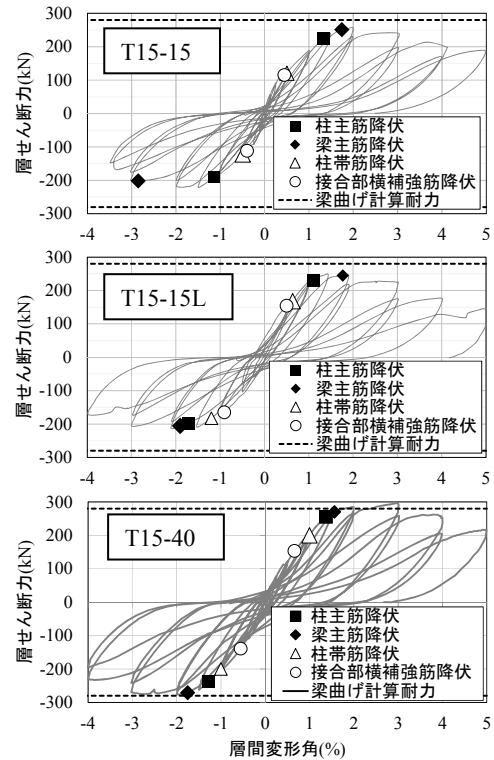 300
200
100
0
-100
-200
-300
層せん断力(kN)
T15-15
柱主筋降伏
梁主筋降伏
柱帯筋降伏
接合部横補強筋降伏
梁曲げ計算耐力
-4 -3 -2 -1 0 1 2 3 4 5
300
200
100
0
-100
-200
-300
層せん断力(kN)
T15-15L
柱主筋降伏
梁主筋降伏
柱帯筋降伏
接合部横補強筋降伏
梁曲げ計算耐力
-4 -3 -2 -1 0 1 2 3 4 5
300
200
100
0
-100
-200
-300
層せん断力(kN)
T15-40
柱主筋降伏
梁主筋降伏
柱帯筋降伏
接合部横補強筋降伏
梁曲げ計算耐力
-4 -3 -2 -1 0 1 2 3 4 5
層間変形角(%)